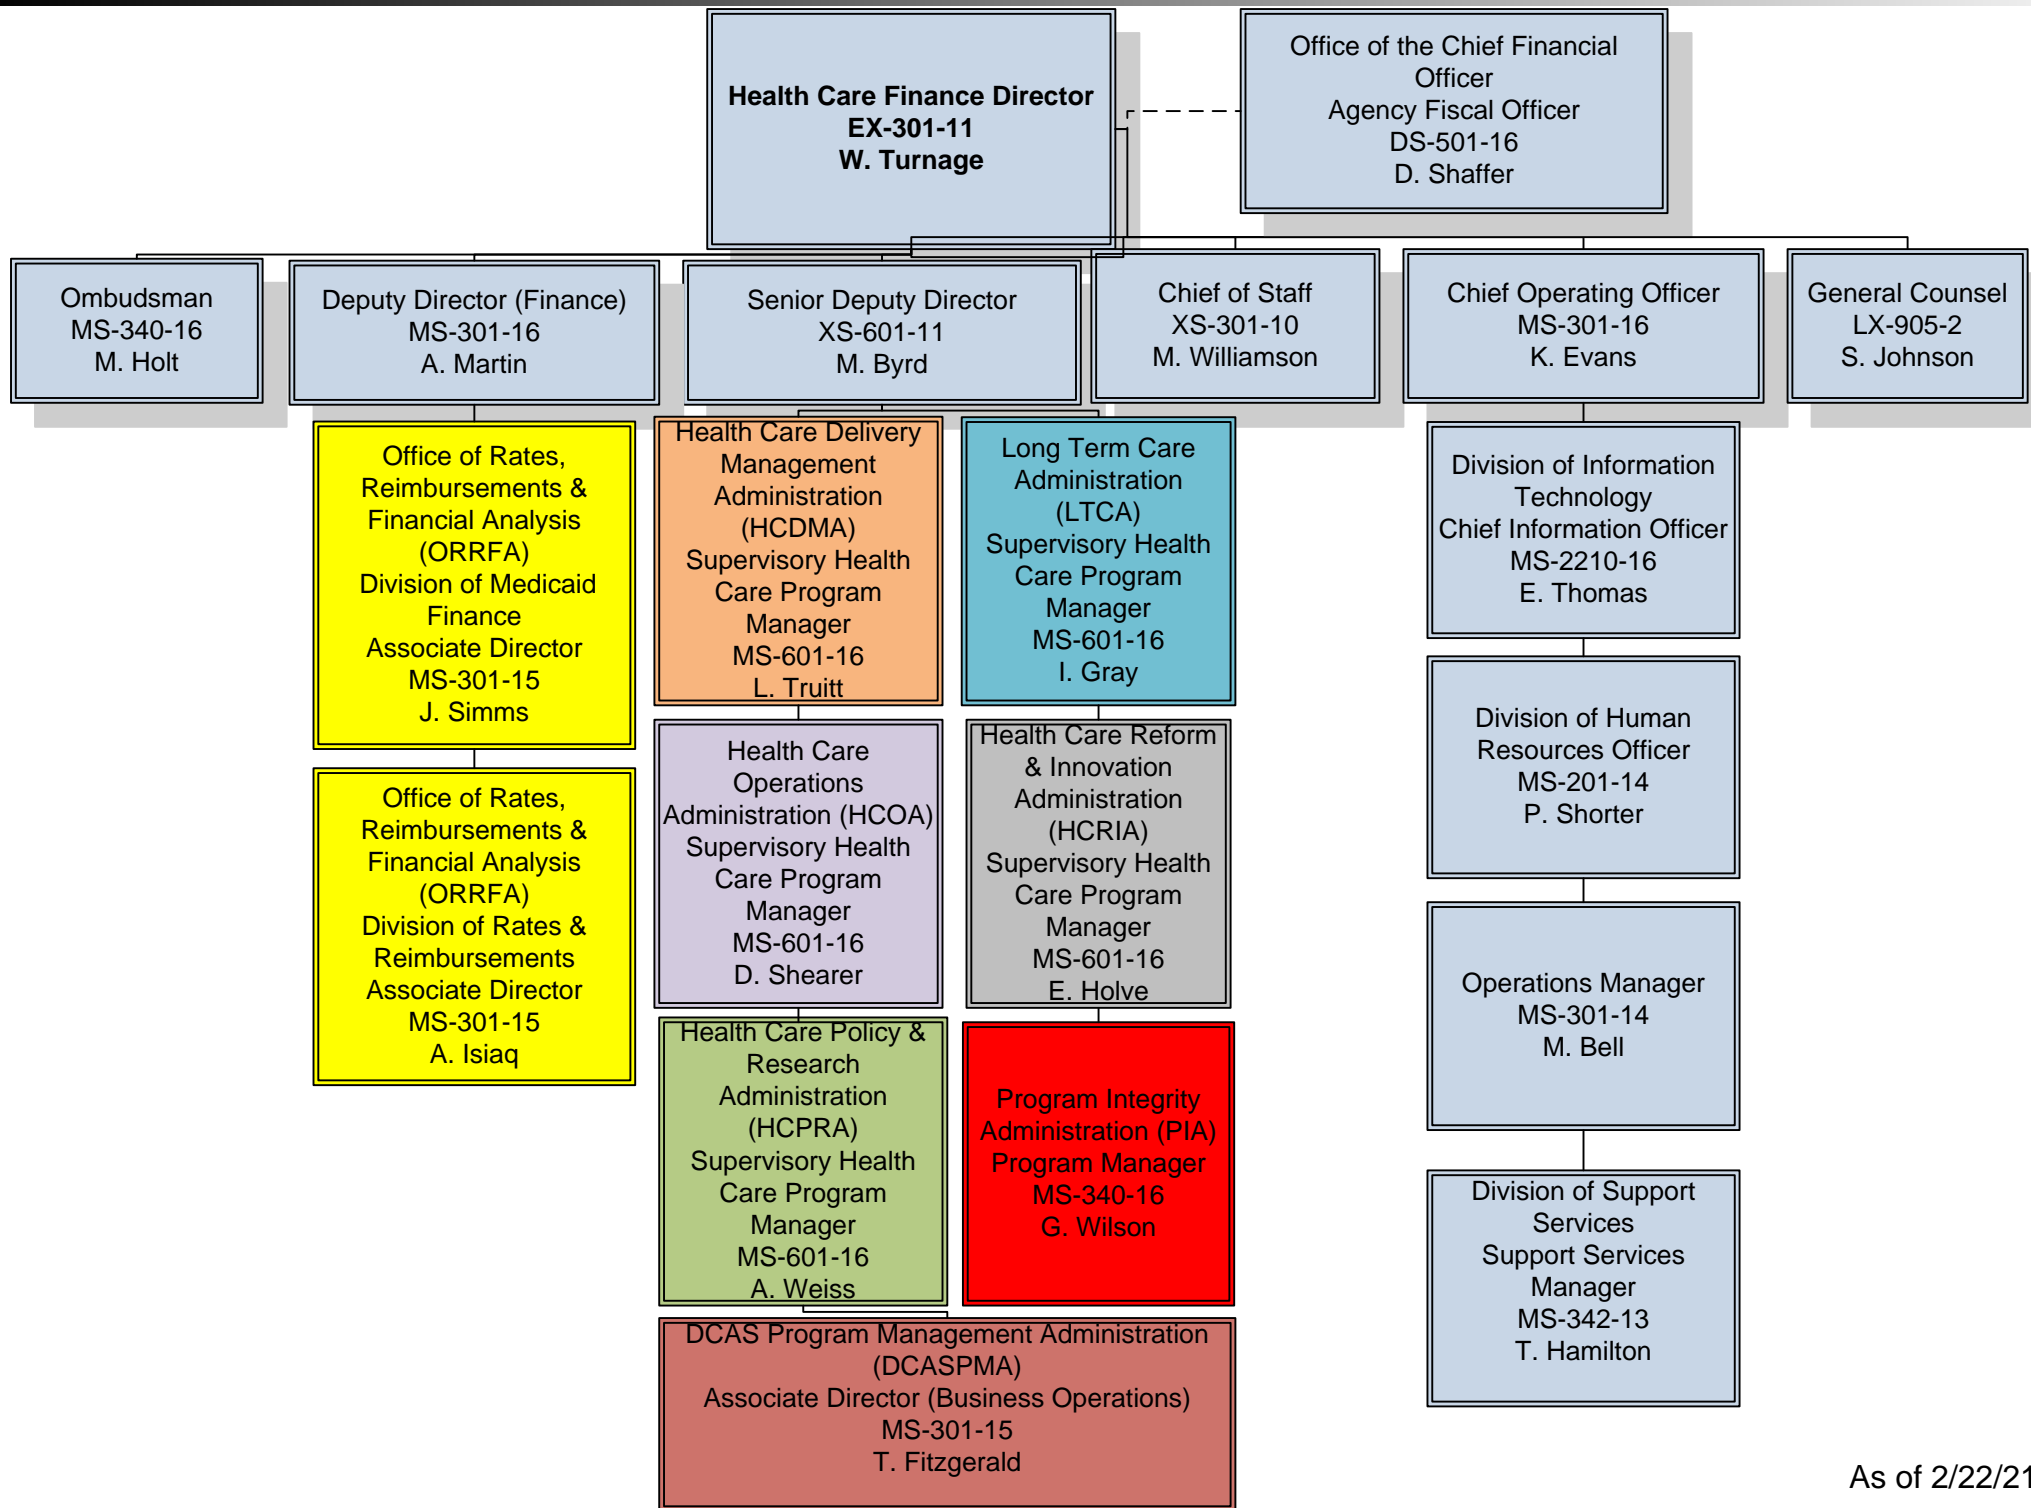 Health Care Finance Director
EX-301-11
W. Turnage
Office of the Chief Financial
Officer
Agency Fiscal Officer
DS-501-16
D. Shaffer
Ombudsman
MS-340-16
M. Holt
Deputy Director (Finance)
MS-301-16
A. Martin
Senior Deputy Director
XS-601-11
M. Byrd
Chief of Staff
XS-301-10
M. Williamson
Chief Operating Officer
MS-301-16
K. Evans
General Counsel
LX-905-2
S. Johnson
Office of Rates,
Reimbursements &
Financial Analysis
(ORRFA)
Division of Medicaid
Finance
Associate Director
MS-301-15
J. Simms
Office of Rates,
Reimbursements &
Financial Analysis
(ORRFA)
Division of Rates &
Reimbursements
Associate Director
MS-301-15
A. Isiaq
Health Care Delivery
Management
Administration
(HCDMA)
Supervisory Health
Care Program
Manager
MS-601-16
L. Truitt
Long Term Care
Administration
(LTCA)
Supervisory Health
Care Program
Manager
MS-601-16
I. Gray
Health Care
Operations
Administration (HCOA)
Supervisory Health
Care Program
Manager
MS-601-16
D. Shearer
Health Care Reform
& Innovation
Administration
(HCRIA)
Supervisory Health
Care Program
Manager
MS-601-16
E. Holve
Health Care Policy &
Research
Administration
(HCPRA)
Supervisory Health
Care Program
Manager
MS-601-16
A. Weiss
Program Integrity
Administration (PIA)
Program Manager
MS-340-16
G. Wilson
DCAS Program Management Administration
(DCASPMA)
Associate Director (Business Operations)
MS-301-15
T. Fitzgerald
Division of Information
Technology
Chief Information Officer
MS-2210-16
E. Thomas
Division of Human
Resources Officer
MS-201-14
P. Shorter
Operations Manager
MS-301-14
M. Bell
Division of Support
Services
Support Services
Manager
MS-342-13
T. Hamilton
As of 2/22/21